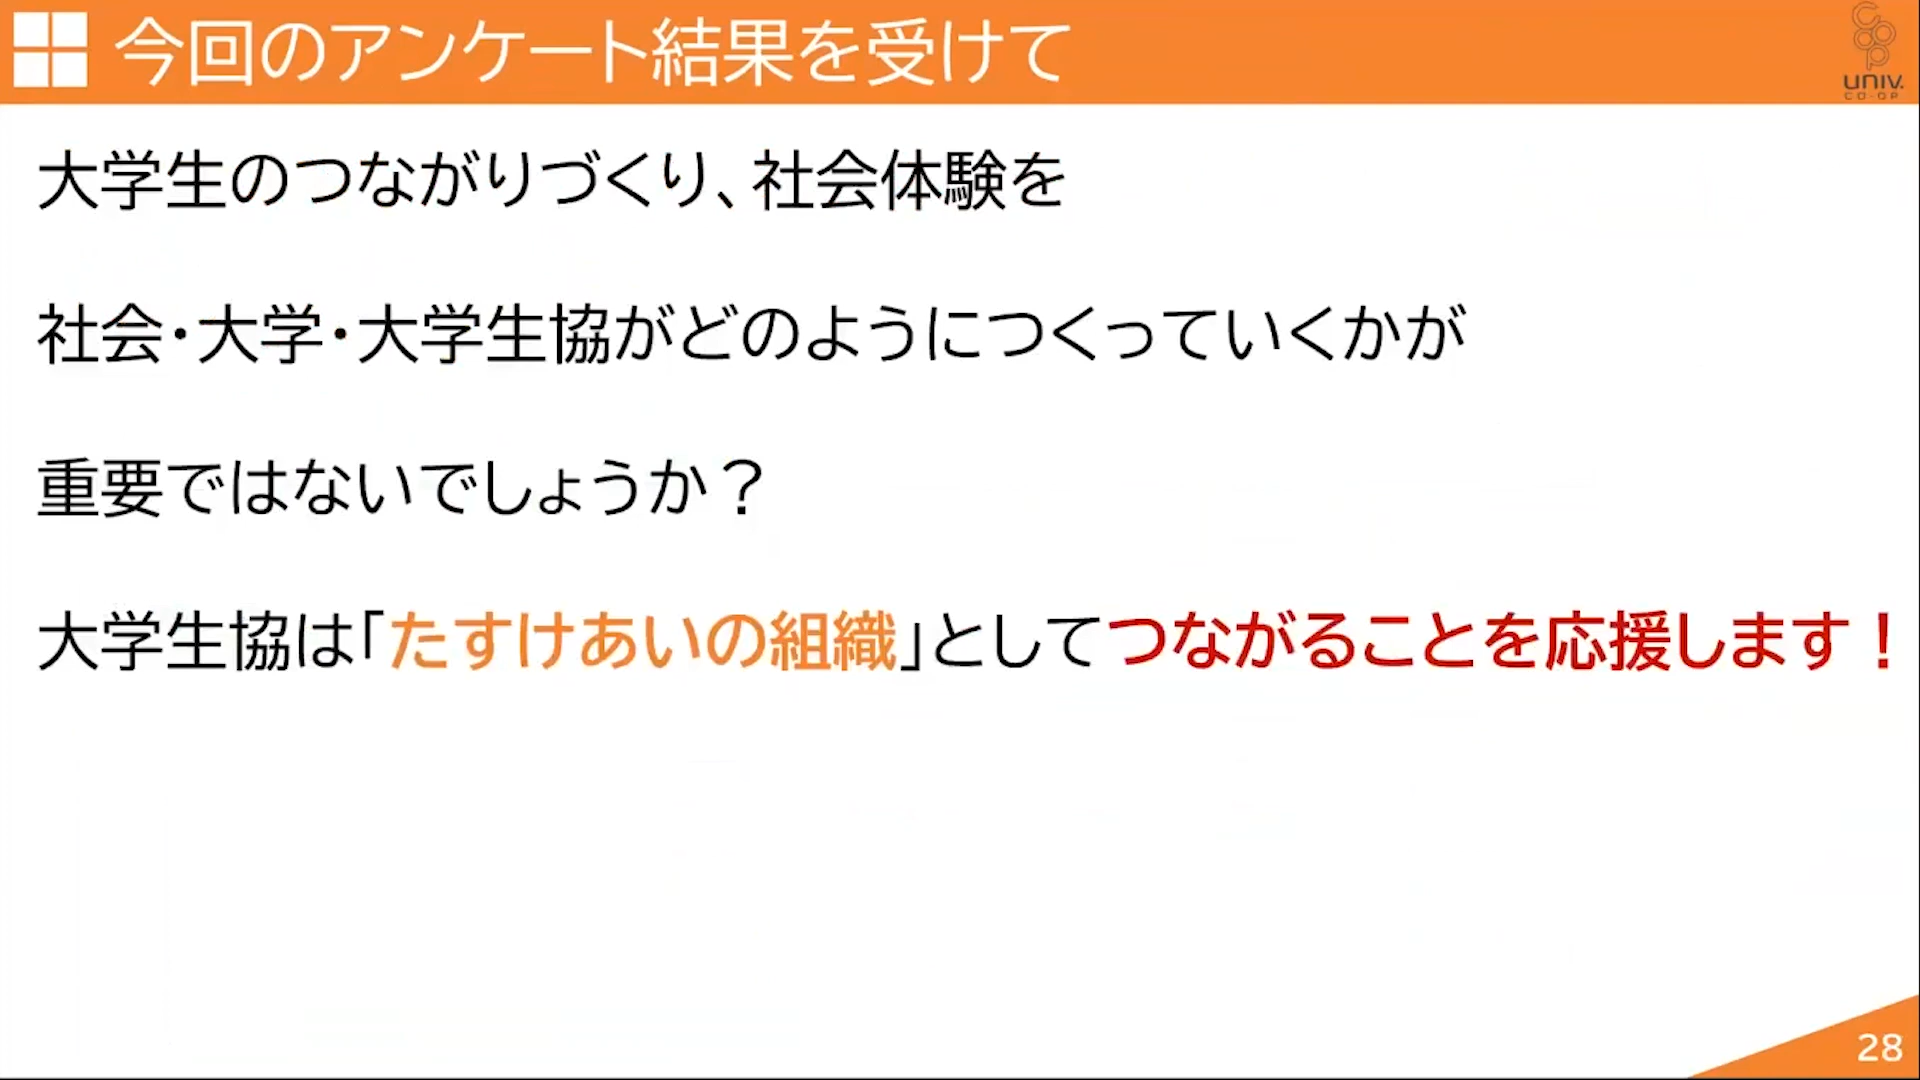 今回のアンケート結果を受けて
coop
univ.
CO-OP
大学生のつながりづくり、社会体験を
社会・大学・大学生協がどのようにつくっていくかが
重要ではないでしょうか？
大学生協は「たすけあいの組織」としてつながることを応援します！
28